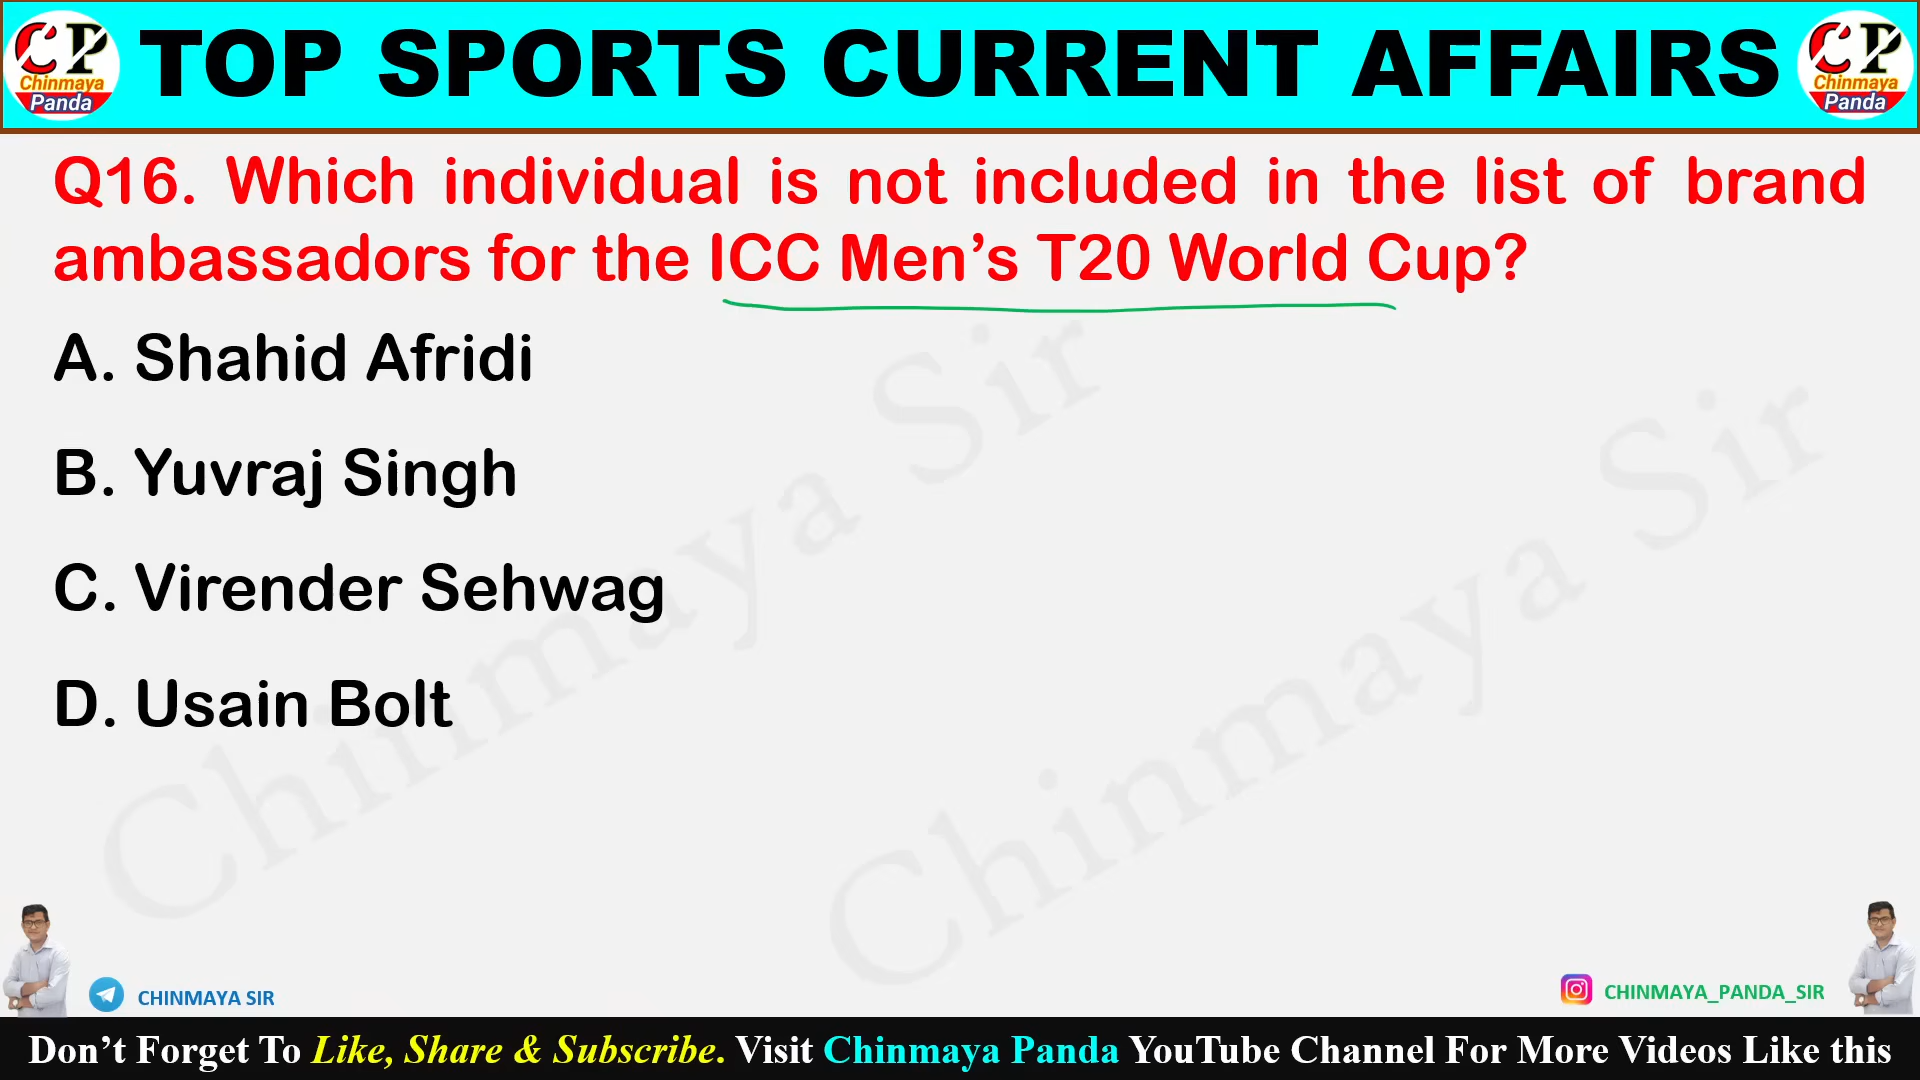 CP
Chinmaya
Panda
TOP SPORTS CURRENT AFFAIRS
CP
Chinmaya
Panda
Q16. Which individual is not included in the list of brand
ambassadors for the ICC Men’s T20 World Cup?
A. Shahid Afridi
B. Yuvraj Singh
C. Virender Sehwag
D. Usain Bolt
Chinmaya Sir
Chinmaya Sir
CHINMAYA SIR
CHINMAYA_PANDA_SIR
Don’t Forget To Like, Share & Subscribe. Visit Chinmaya Panda YouTube Channel For More Videos Like this